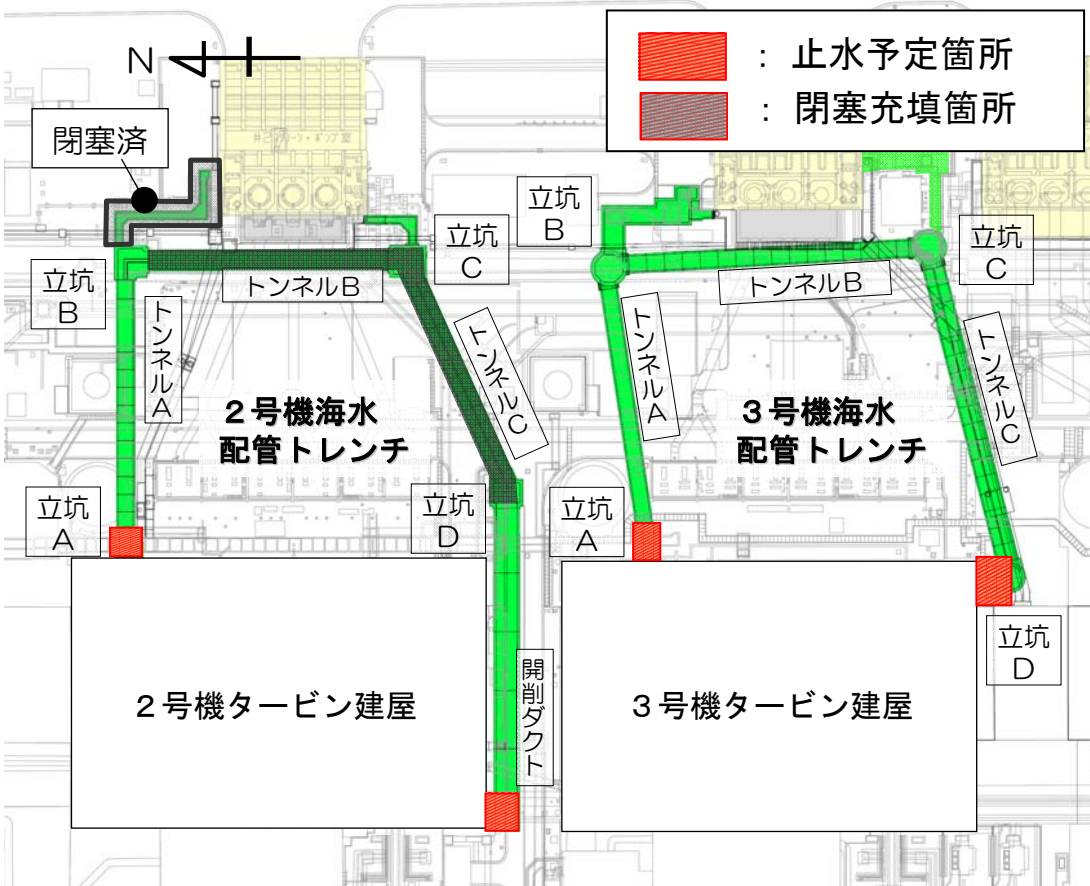 N
： 止水予定箇所
： 閉塞充填箇所
閉塞済
立坑
B
立坑
C
立坑
B
立坑
C
トンネルB
トンネルB
トンネルA
トンネルC
トンネルA
トンネルC
２号機海水
配管トレンチ
３号機海水
配管トレンチ
立坑
A
立坑
D
立坑
A
立坑
D
開削ダクト
２号機タービン建屋
３号機タービン建屋